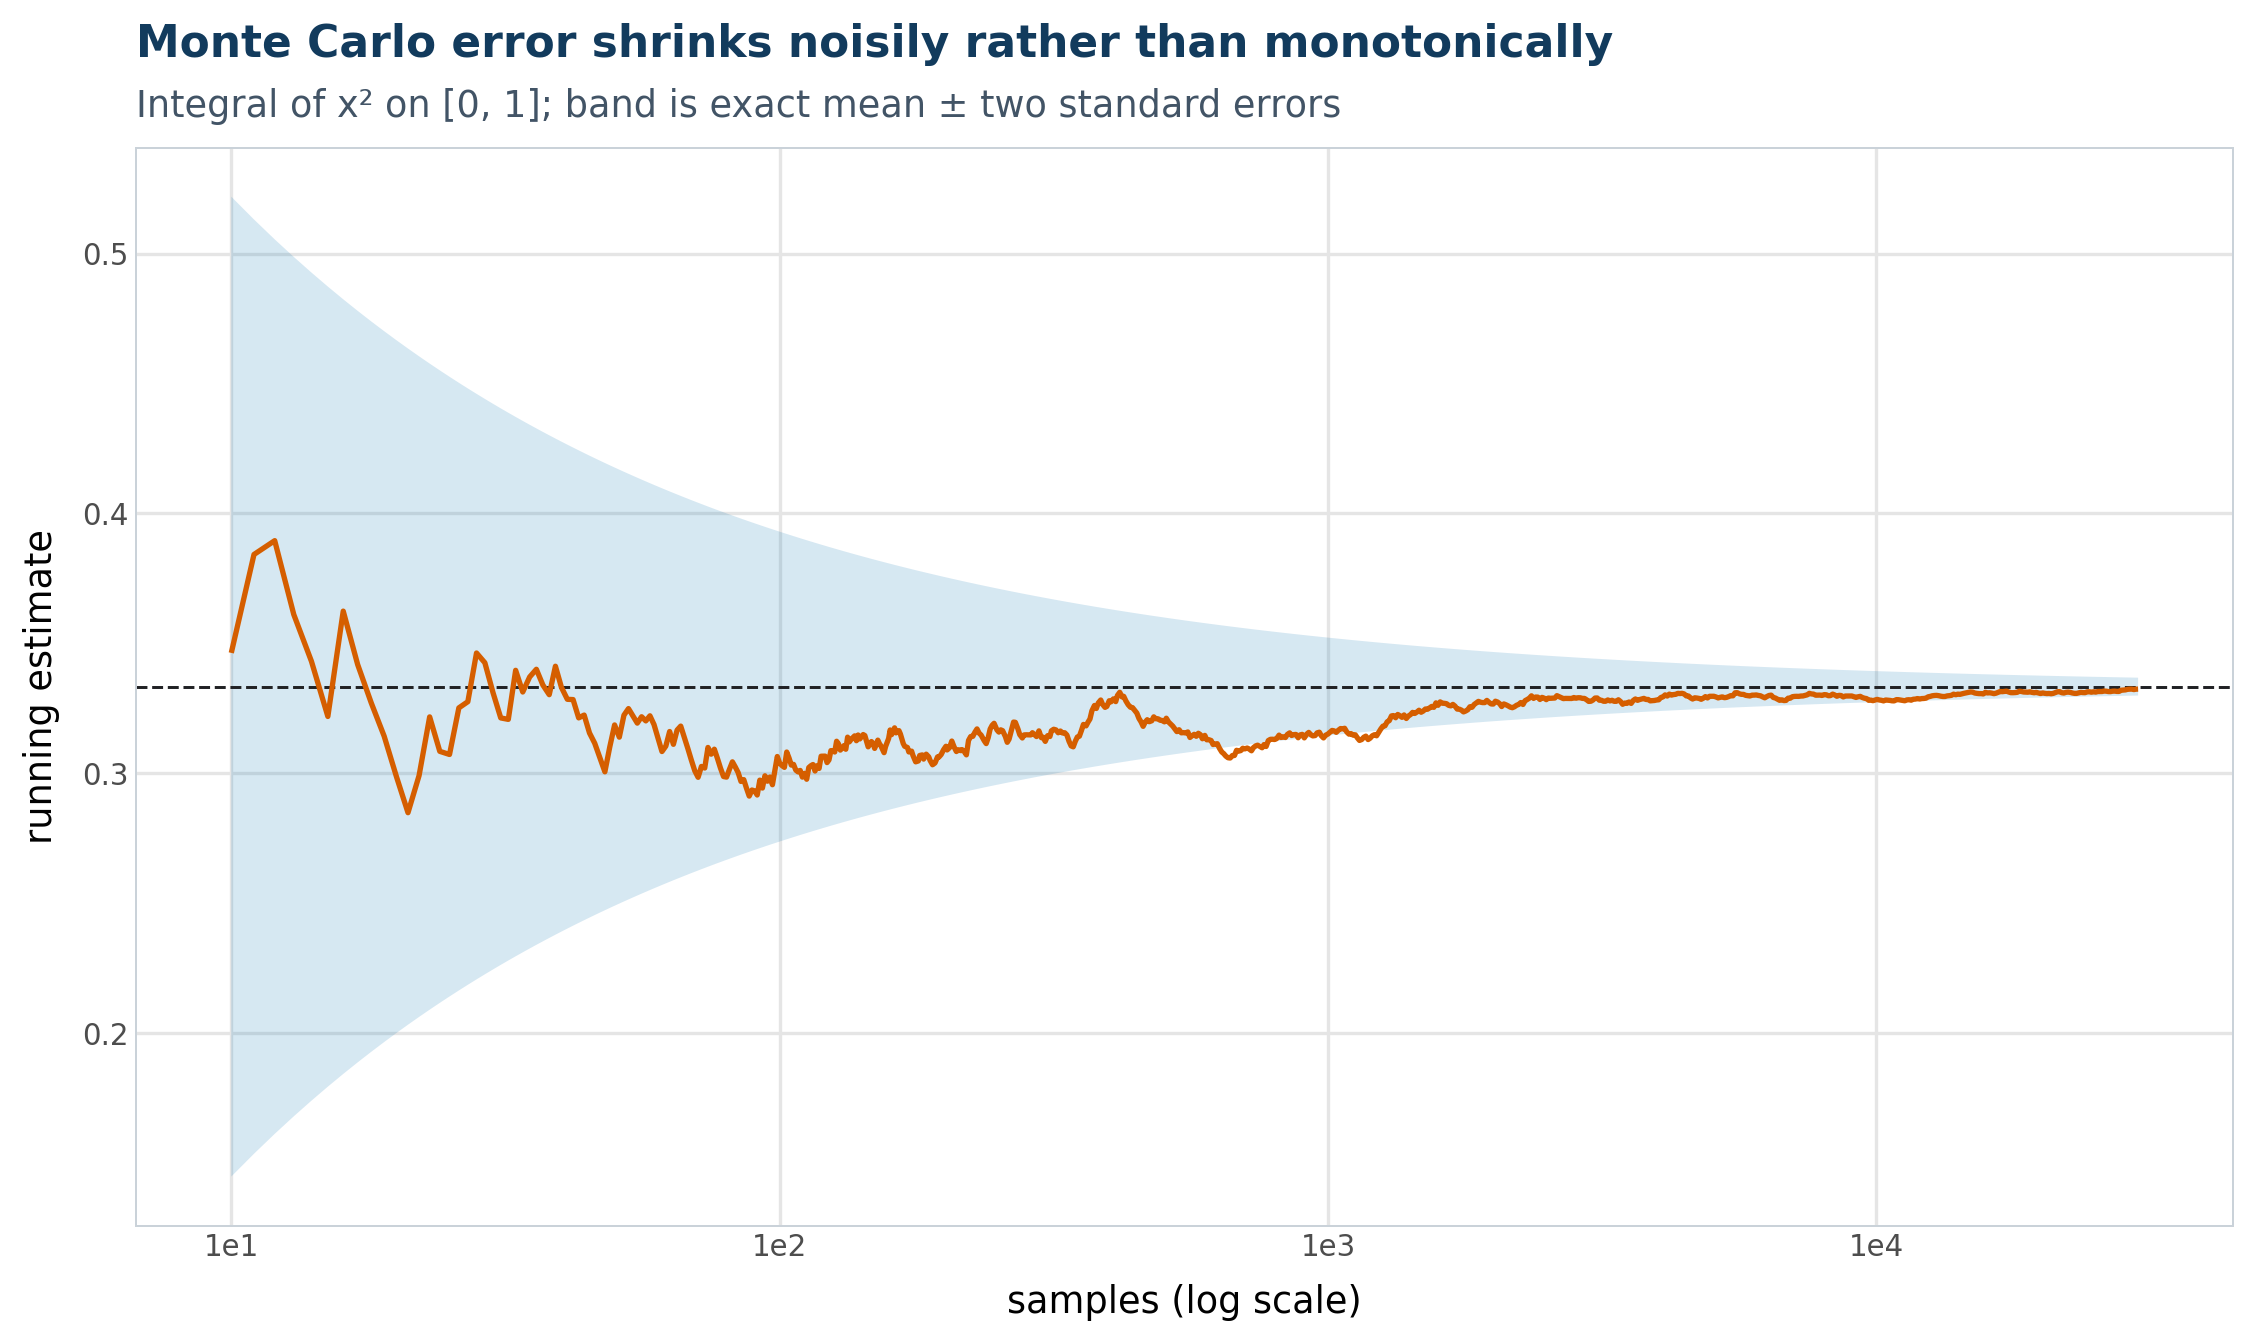 Monte Carlo error shrinks noisily rather than monotonically
Integral of x² on [0, 1]; band is exact mean ± two standard errors
running estimate
0.5
0.4
0.3
0.2
1e1
1e2
1e3
1e4
samples (log scale)